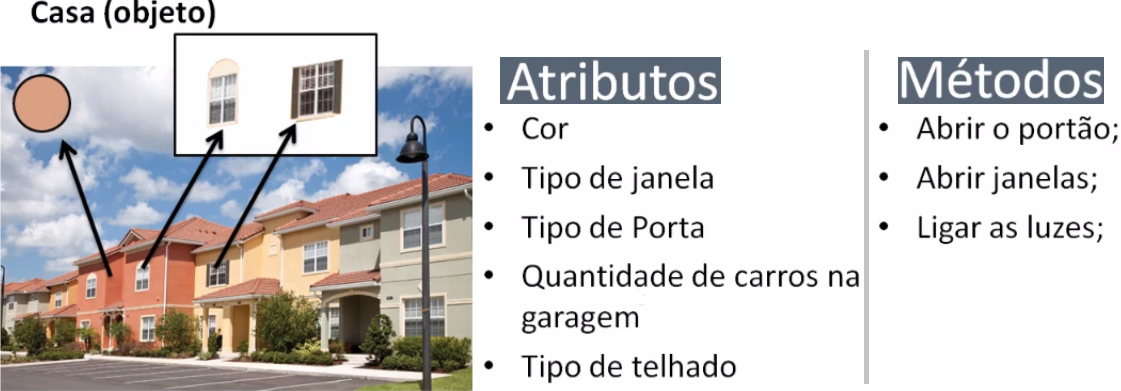 Casa (objeto)
Atributos
• Cor
• Tipo de janela
• Tipo de Porta
• Quantidade de carros na
garagem
• Tipo de telhado
Métodos
• Abrir o portão;
• Abrir janelas;
• Ligar as luzes;